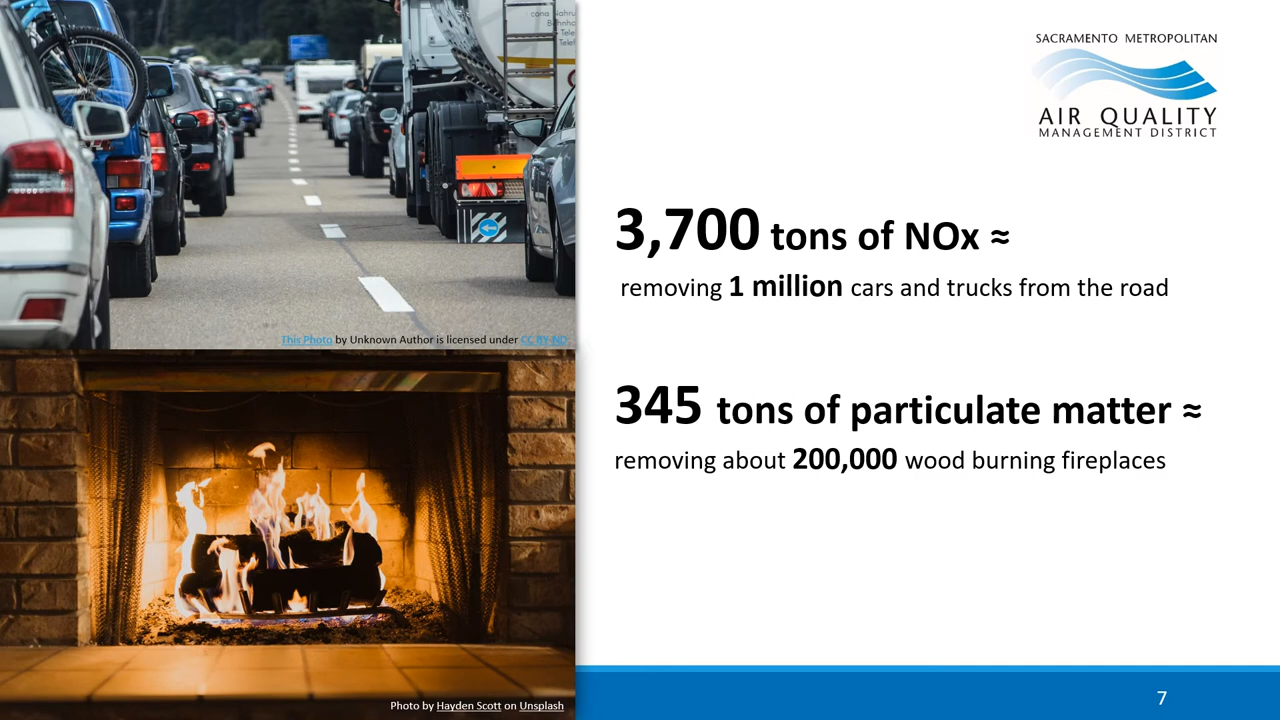 SACRAMENTO METROPOLITAN
AIR QUALITY
MANAGEMENT DISTRICT
3,700 tons of NOx ≈
removing 1 million cars and trucks from the road
This Photo by Unknown Author is licensed under CC BY-ND
345 tons of particulate matter ≈
removing about 200,000 wood burning fireplaces
Photo by Hayden Scott on Unsplash
7